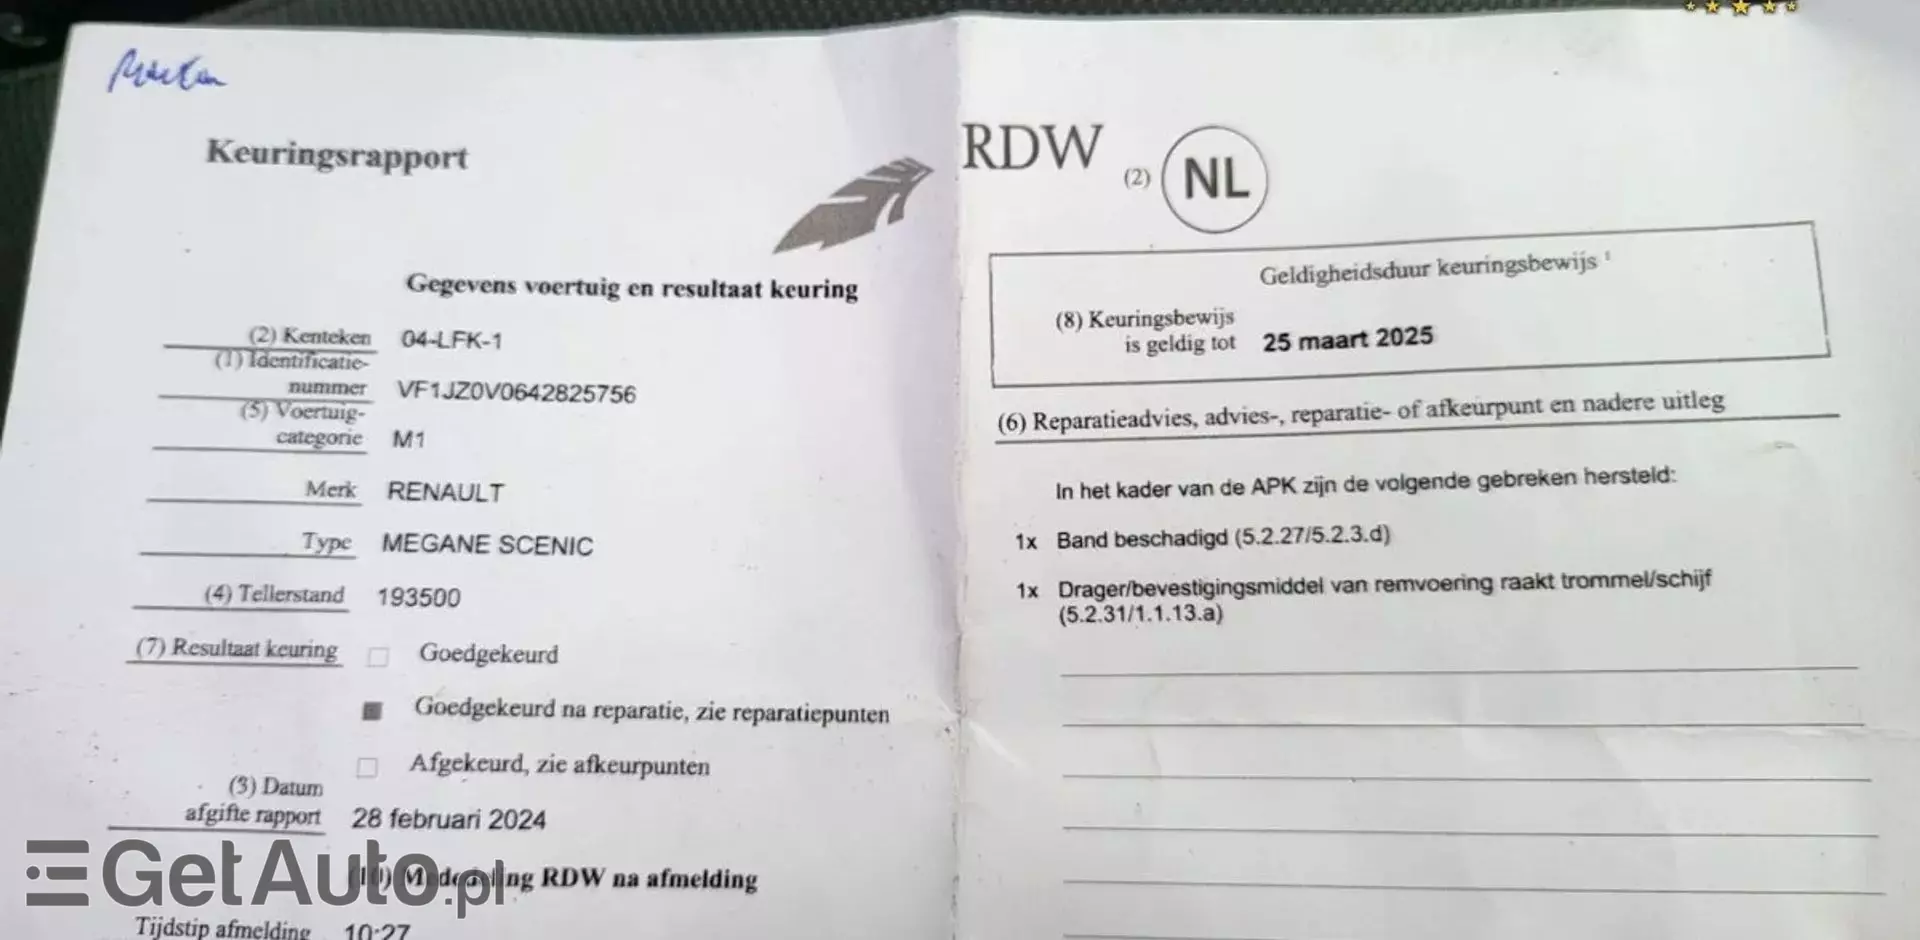 Keuringsrapport
RDW
(2) NL
Gegevens voertuig en resultaat keuring
(2) Kenteken 04-LFK-1
(1) Identificatie-
nummer VF1JZ0V0642825756
(5) Voertuig-
categorie M1
Merk RENAULT
Type MEGANE SCENIC
(4) Tellerstand 193500
(7) Resultaat keuring Goedgekeurd
Goedgekeurd na reparatie, zie reparatiepunten
Afgekeurd, zie afkeurpunten
(3) Datum
afgifte rapport 28 februari 2024
(10) Mededeling RDW na afmelding
Tijdstip afmelding 10:27
Geldigheidsduur keuringsbewijs 1
(8) Keuringsbewijs
is geldig tot 25 maart 2025
(6) Reparatieadvies, advies-, reparatie- of afkeurpunt en nadere uitleg
In het kader van de APK zijn de volgende gebreken hersteld:
1x Band beschadigd (5.2.27/5.2.3.d)
1x Drager/bevestigingsmiddel van remvoering raakt trommel/schijf
(5.2.31/1.1.13.a)
GetAuto.pl